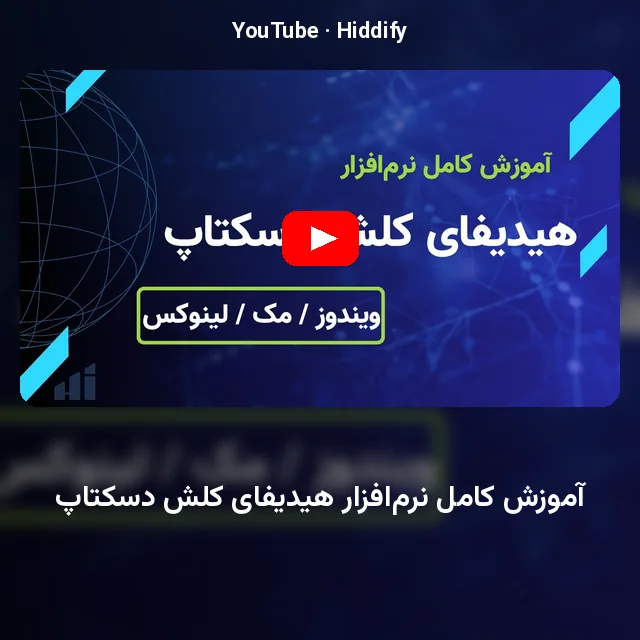 YouTube · Hiddify
آموزش کامل نرم‌افزار
هیدیفای کلش دسکتاپ
ویندوز / مک / لینوکس
Hi
آموزش کامل نرم‌افزار هیدیفای کلش دسکتاپ